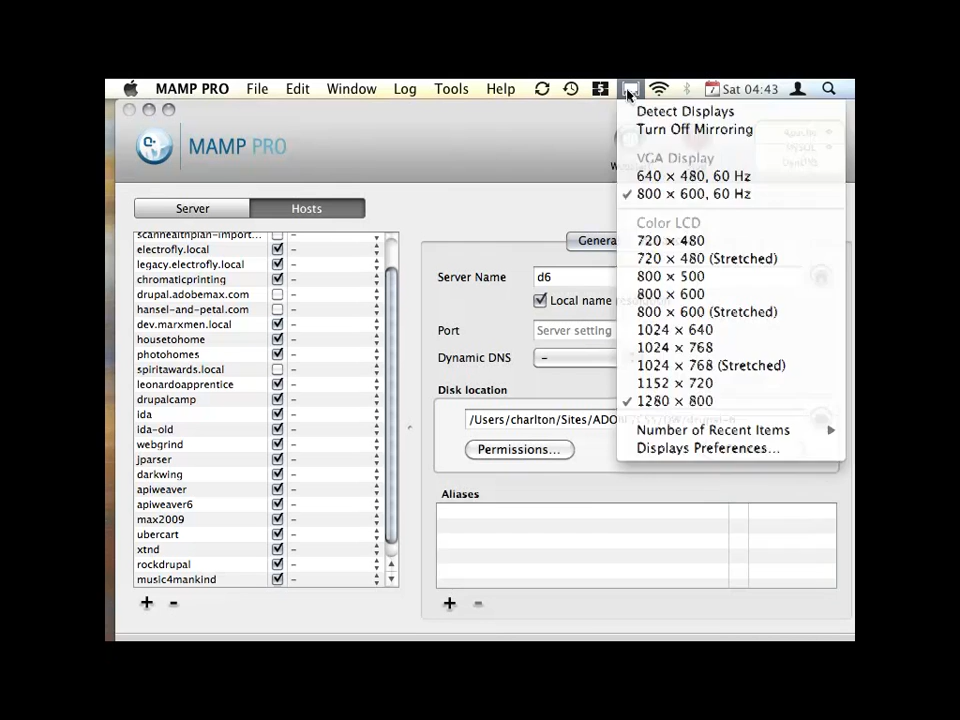 MAMP PRO File Edit Window Log Tools Help Sat 04:43
MAMP PRO
Server Hosts
scanhealthplan-import...
electrofly.local
legacy.electrofly.local
chromaticprinting
drupal.adobemax.com
hansel-and-petal.com
dev.marxmen.local
housetohome
photohomes
spiritawards.local
leonardoapprentice
drupalcamp
ida
ida-old
webgrind
jparser
darkwing
apiweaver
apiweaver6
max2009
ubercart
xtnd
rockdrupal
music4mankind
+ -
Genera
Server Name d6
Local name
Port Server setting
Dynamic DNS -
Disk location
/Users/charlton/Sites/ADO
Permissions...
Aliases
+ -
Detect Displays
Turn Off Mirroring
VGA Display
640 × 480, 60 Hz
✓ 800 × 600, 60 Hz
Color LCD
720 × 480
720 × 480 (Stretched)
800 × 500
800 × 600
800 × 600 (Stretched)
1024 × 640
1024 × 768
1024 × 768 (Stretched)
1152 × 720
✓ 1280 × 800
Number of Recent Items
Displays Preferences...